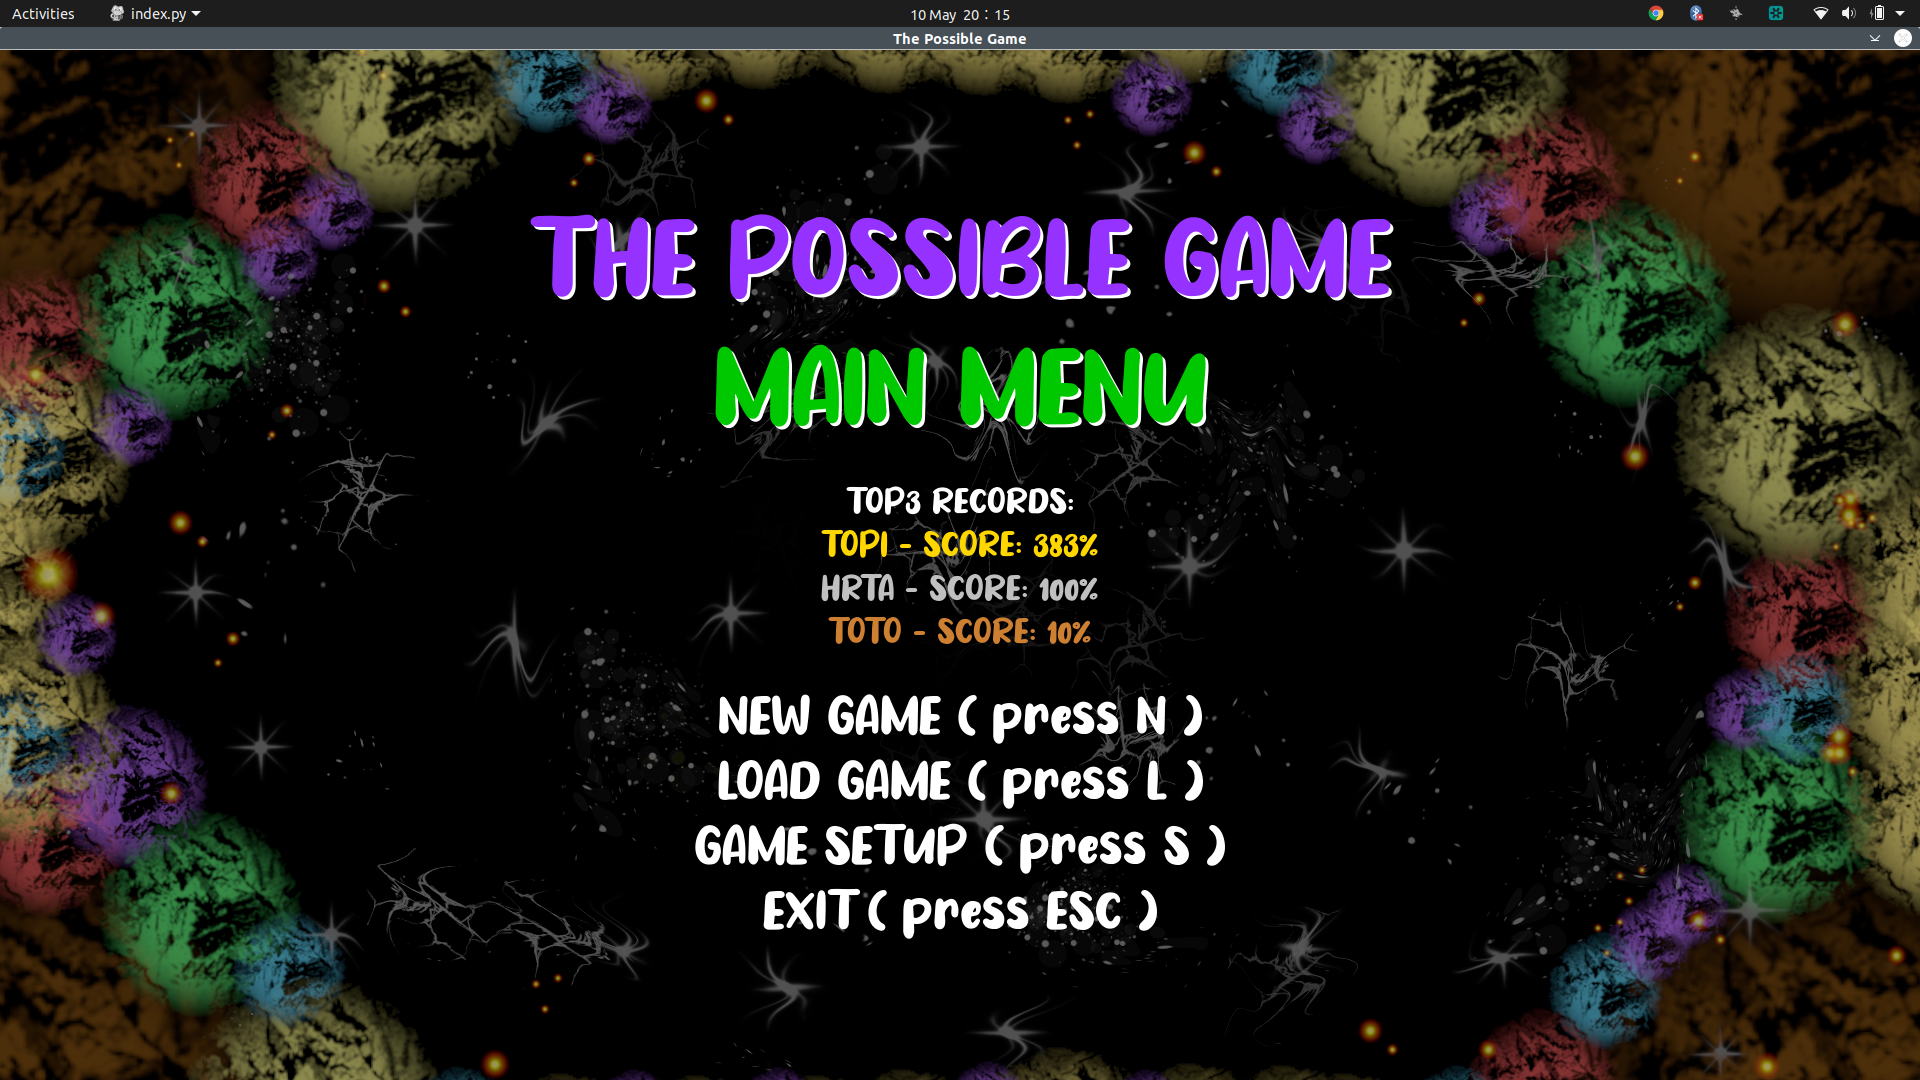 Activities
index.py
10 May 20:15
The Possible Game
THE POSSIBLE GAME
MAIN MENU
TOP3 RECORDS:
TOPI - SCORE: 383%
HRTA - SCORE: 100%
TOTO - SCORE: 10%
NEW GAME ( press N )
LOAD GAME ( press L )
GAME SETUP ( press S )
EXIT ( press ESC )